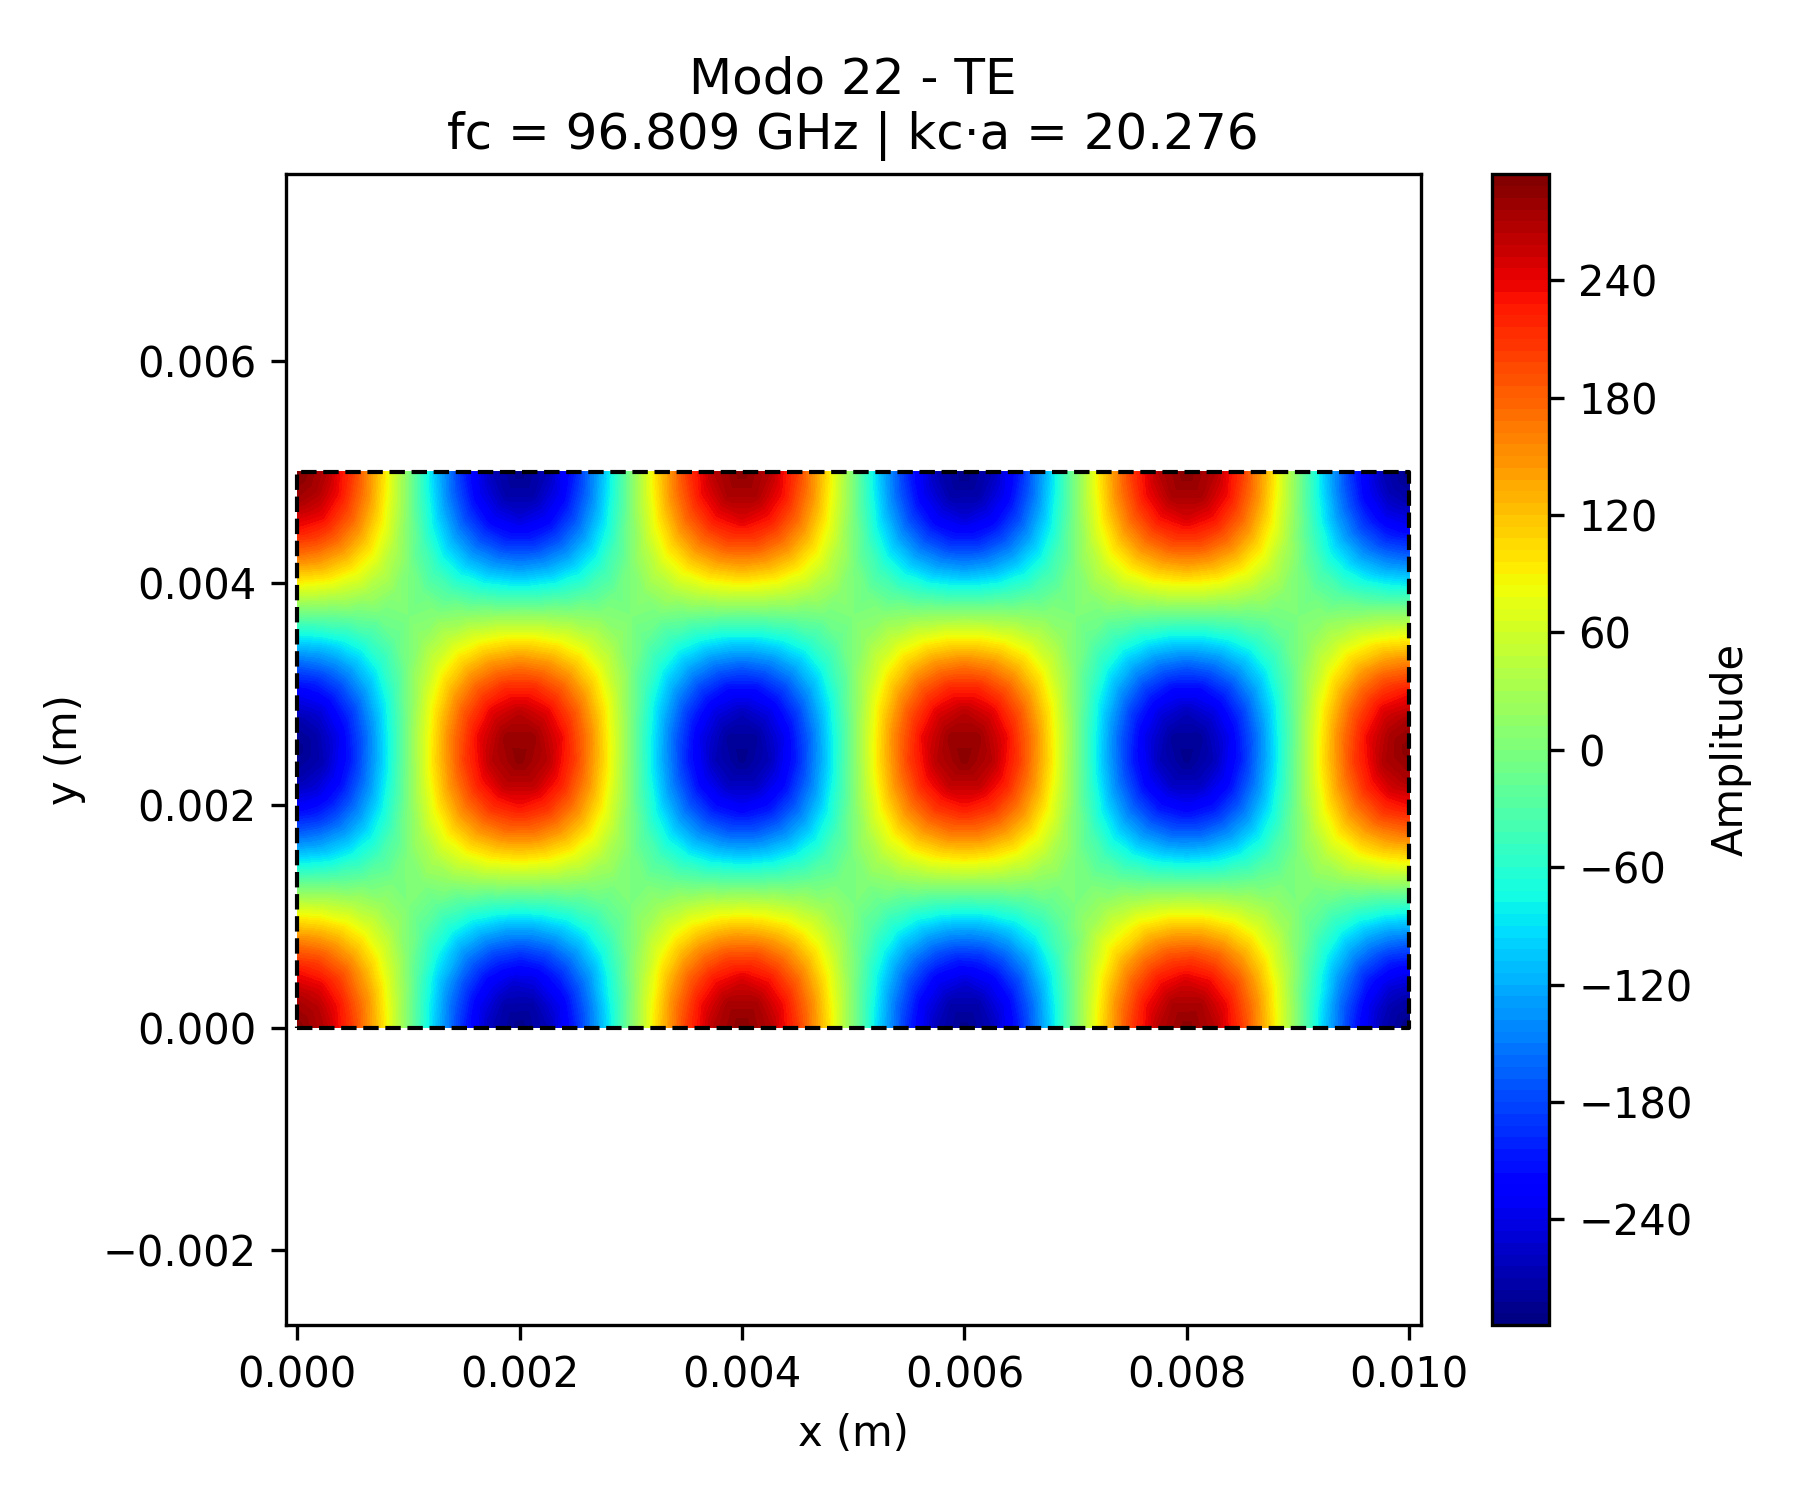 Modo 22 - TE
fc = 96.809 GHz | kc·a = 20.276
0.006
0.004
0.002
0.000
−0.002
y (m)
0.000 0.002 0.004 0.006 0.008 0.010
x (m)
240
180
120
60
0
−60
−120
−180
−240
Amplitude